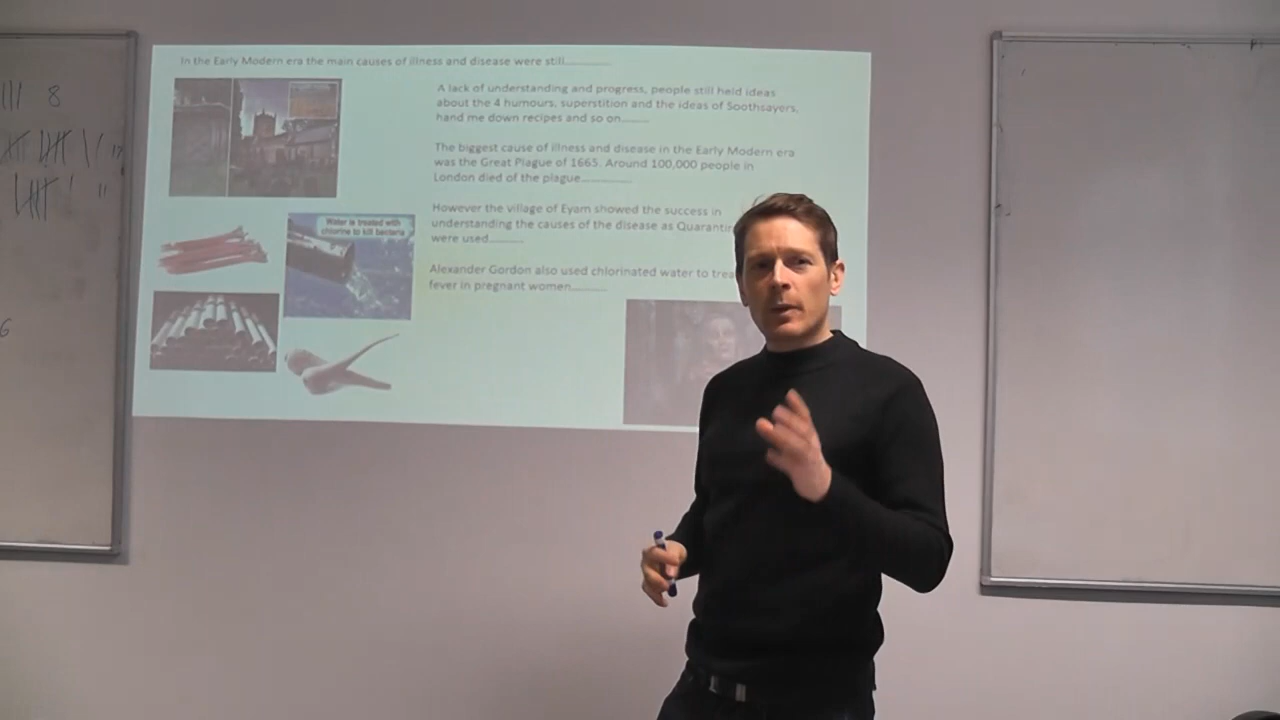 In the Early Modern era the main causes of illness and disease were still............
A lack of understanding and progress, people still held ideas
about the 4 humours, superstition and the ideas of Soothsayers,
hand me down recipes and so on........
The biggest cause of illness and disease in the Early Modern era
was the Great Plague of 1665. Around 100,000 people in
London died of the plague..............
However the village of Eyam showed the success in
understanding the causes of the disease as
were used..........
Alexander Gordon also used chlorinated water to
fever in pregnant women..........
Water is treated with
chlorine to kill bacteria
8
6